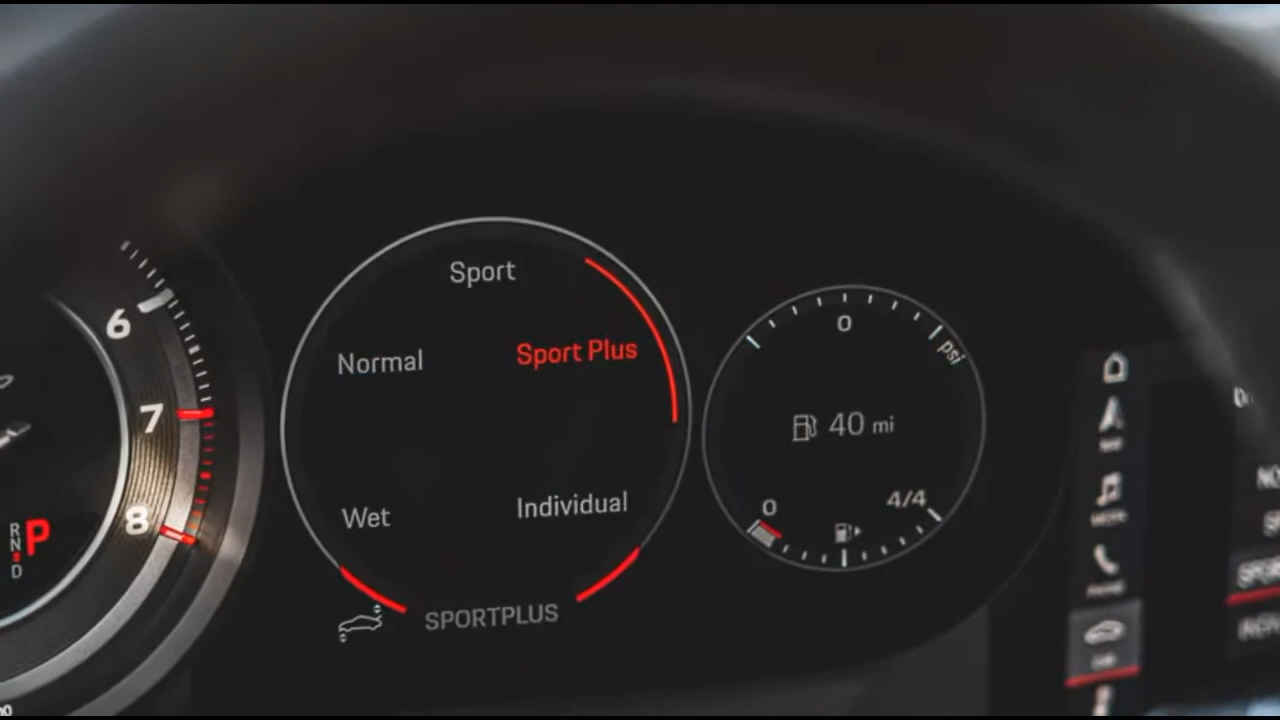 6
7
8
R
N
D
P
Sport
Normal
Sport Plus
Wet
Individual
SPORTPLUS
0
psi
40 mi
0
4/4